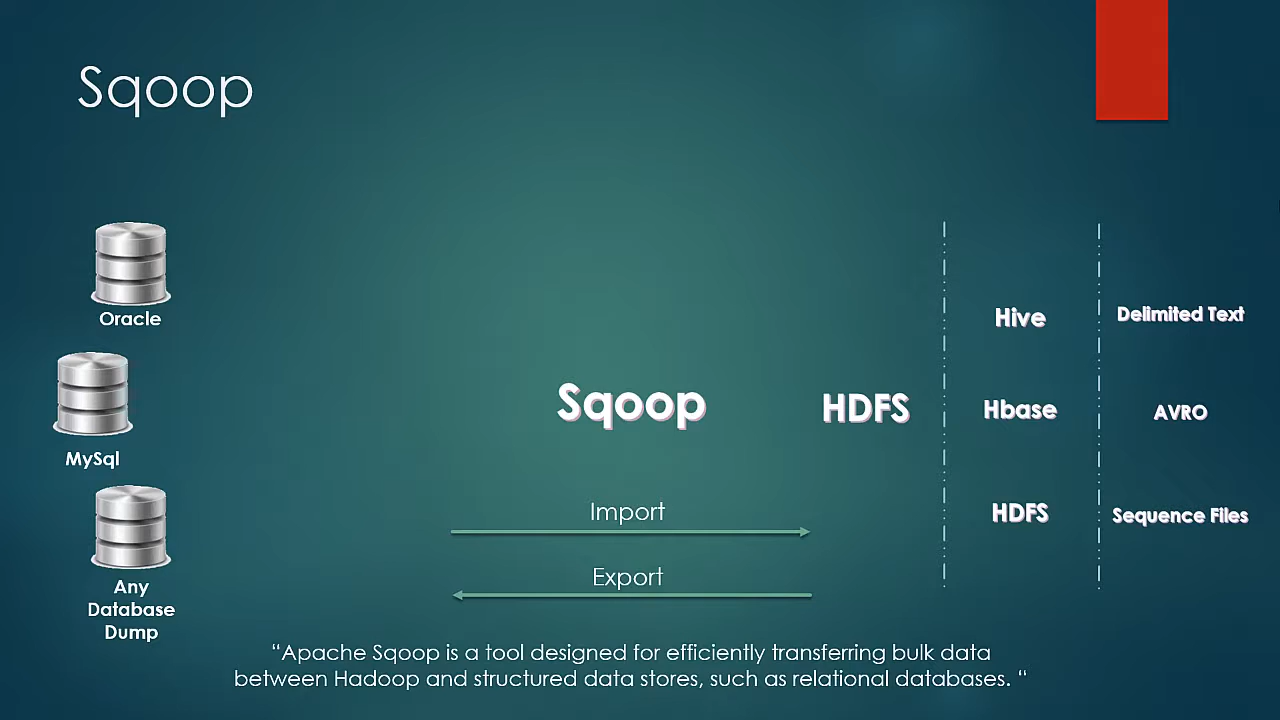 Sqoop
Oracle
MySql
Any
Database
Dump
Sqoop
HDFS
Hive
Hbase
HDFS
Delimited Text
AVRO
Sequence Files
Import
Export
“Apache Sqoop is a tool designed for efficiently transferring bulk data
between Hadoop and structured data stores, such as relational databases. “